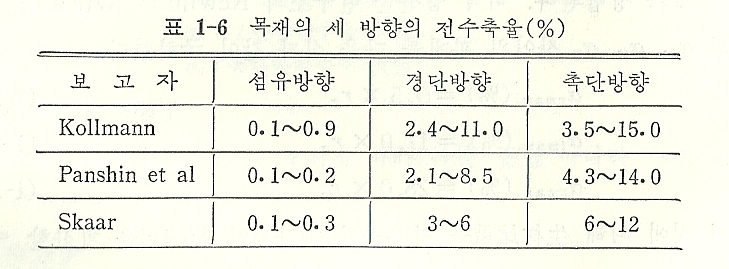 표 1-6 목재의 세 방향의 전수축율(%)
보 고 자 섬유방향 경단방향 촉단방향
Kollmann 0.1~0.9 2.4~11.0 3.5~15.0
Panshin et al 0.1~0.2 2.1~8.5 4.3~14.0
Skaar 0.1~0.3 3~6 6~12